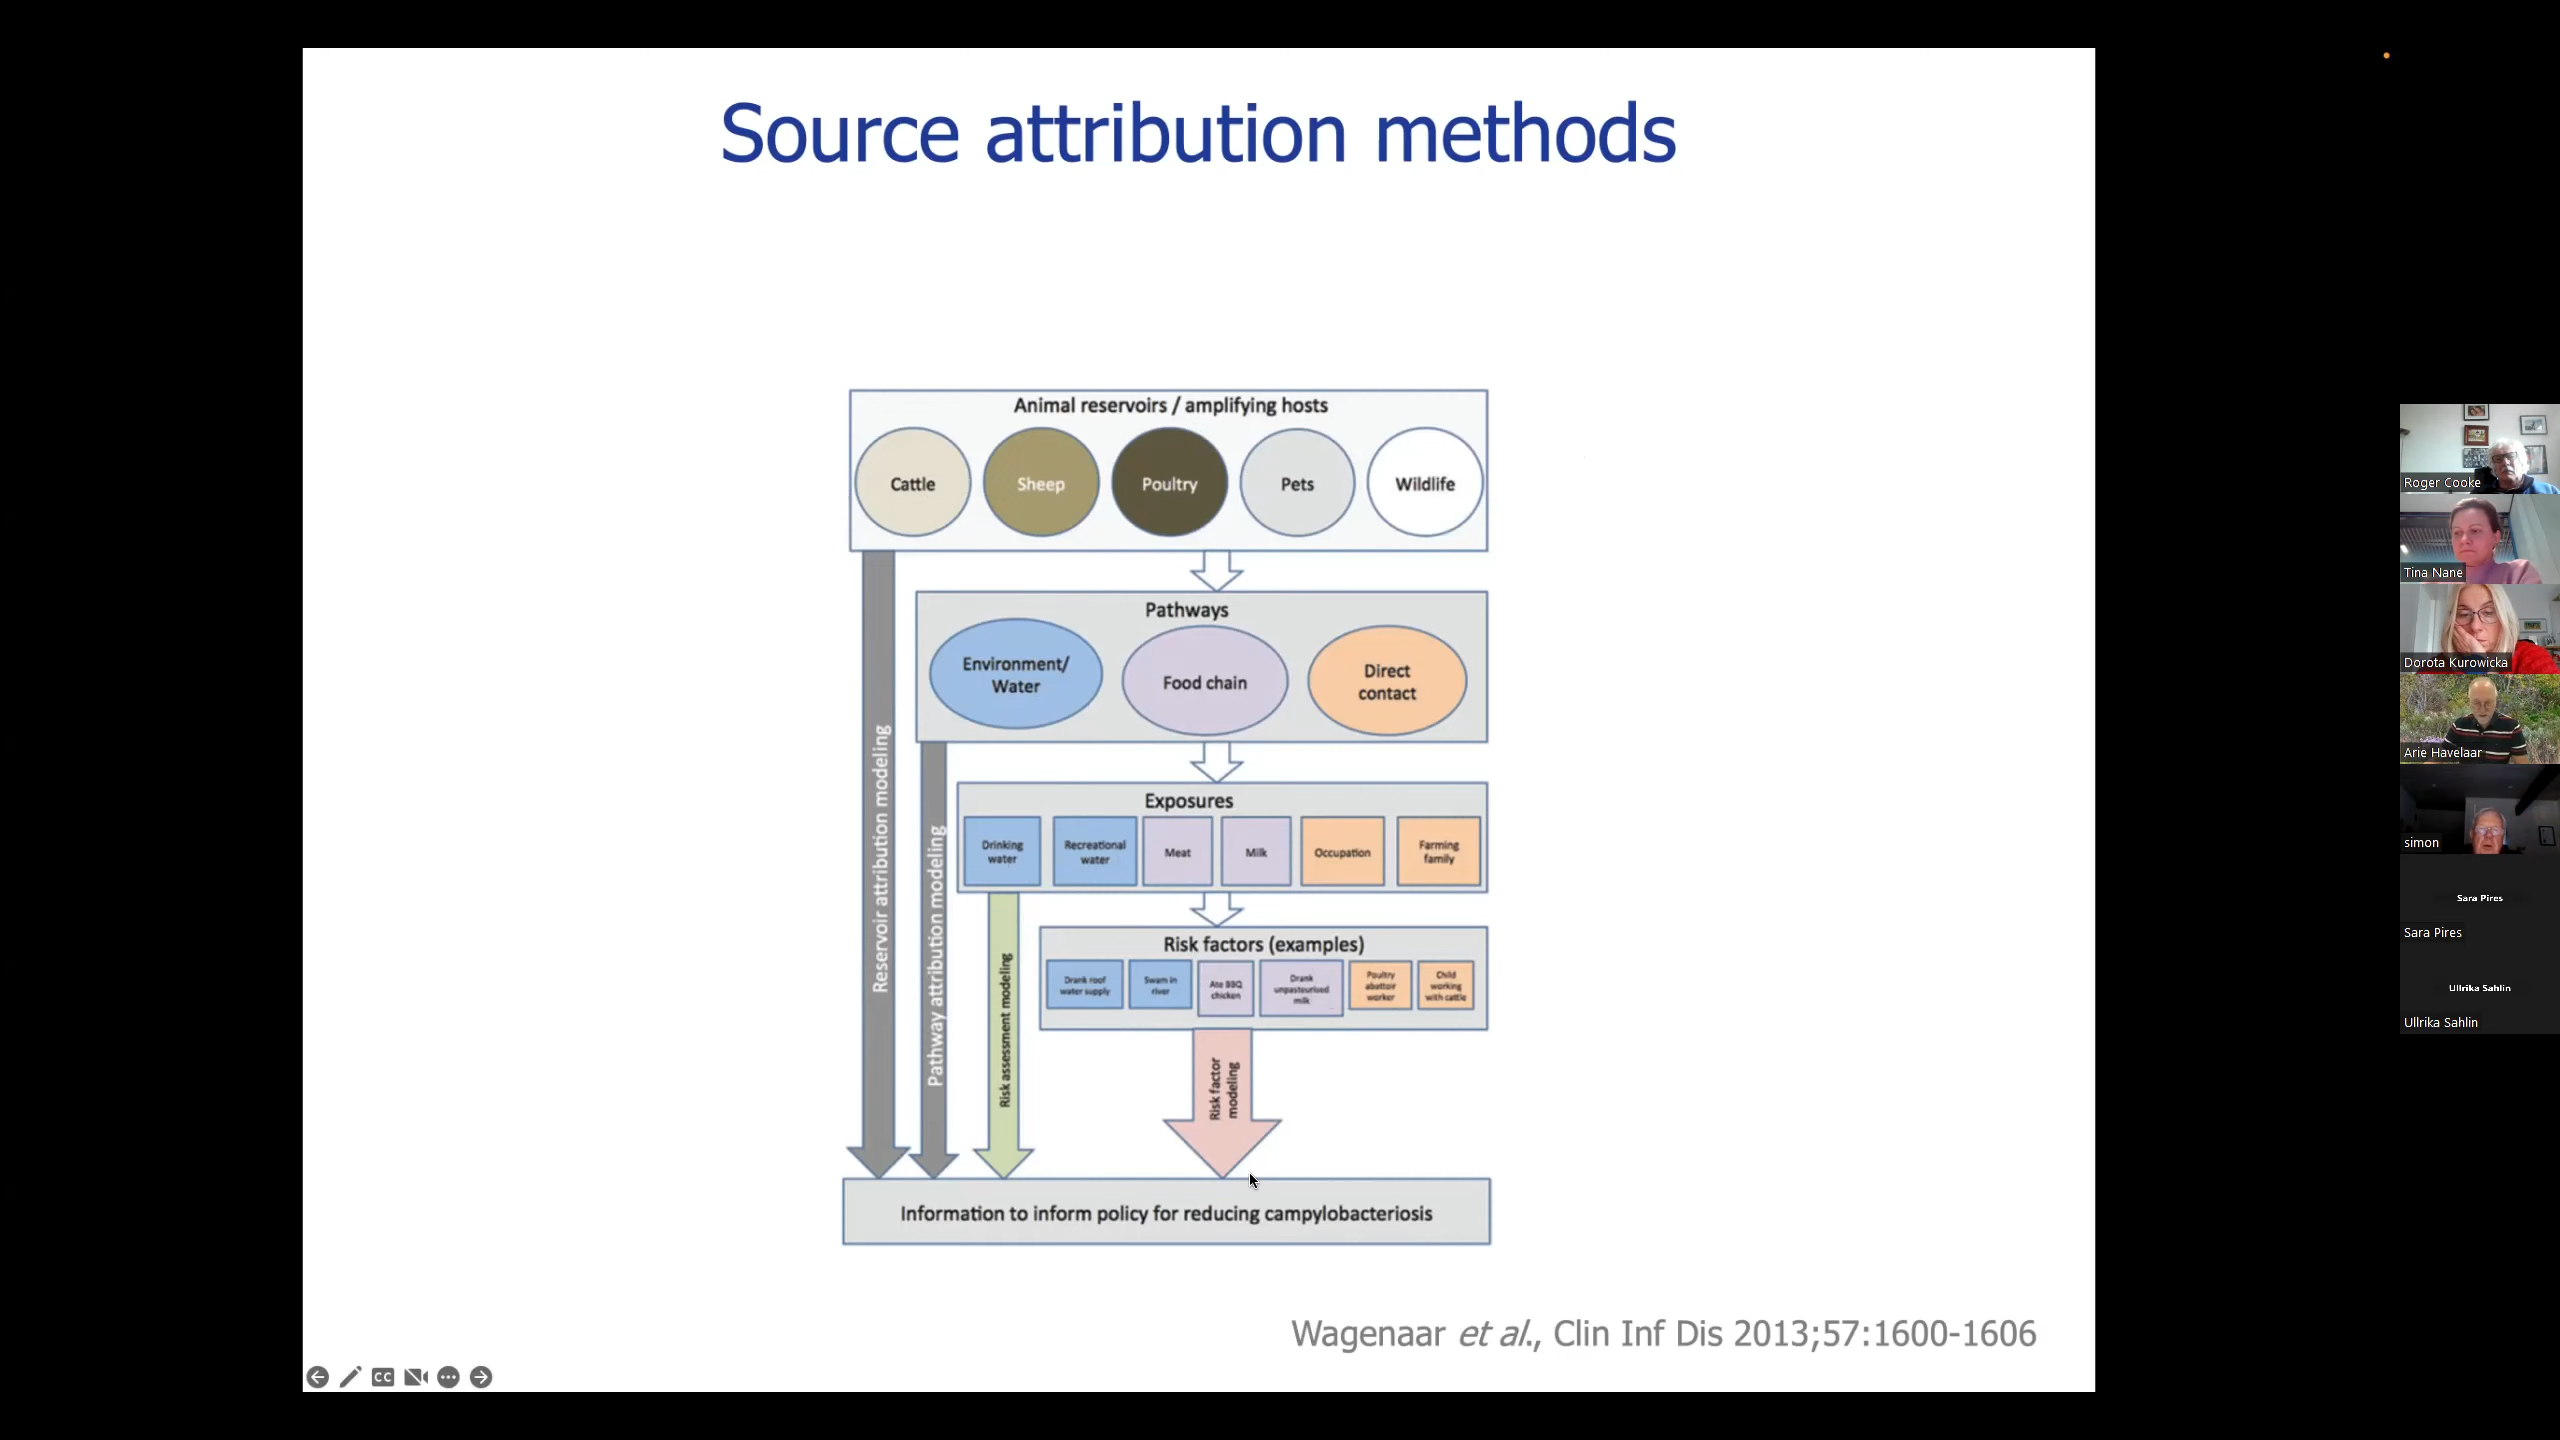 Source attribution methods
Animal reservoirs / amplifying hosts
Cattle
Sheep
Poultry
Pets
Wildlife
Pathways
Environment/
Water
Food chain
Direct
contact
Exposures
Drinking
water
Recreational
water
Meat
Milk
Occupation
Farming
family
Risk factors (examples)
Drank roof
water supply
Swam in
river
Ate BBQ
chicken
Drank
unpasteurised
milk
Poultry
abattoir
worker
Child
working
with cattle
Reservoir attribution modeling
Pathway attribution modeling
Risk assessment modeling
Risk factor
modeling
Information to inform policy for reducing campylobacteriosis
Wagenaar et al., Clin Inf Dis 2013;57:1600-1606
CC
Roger Cooke
Tina Nane
Dorota Kurowicka
Arie Havelaar
simon
Sara Pires
Sara Pires
Ullrika Sahlin
Ullrika Sahlin